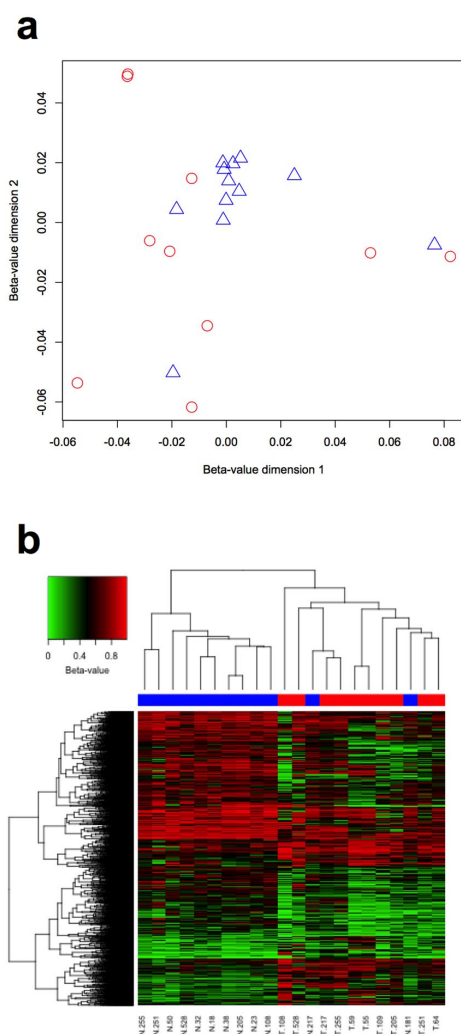 a
0.04
0.02
0.00
-0.02
-0.04
-0.06
Beta-value dimension 2
-0.06 -0.04 -0.02 0.00 0.02 0.04 0.06 0.08
Beta-value dimension 1
b
0 0.4 0.8
Beta-value
N.255
N.251
N.50
N.528
N.32
N.18
N.38
N.205
N.23
N.108
T.108
T.528
N.217
T.217
T.255
T.59
T.55
T.109
T.205
N.181
T.251
T.64